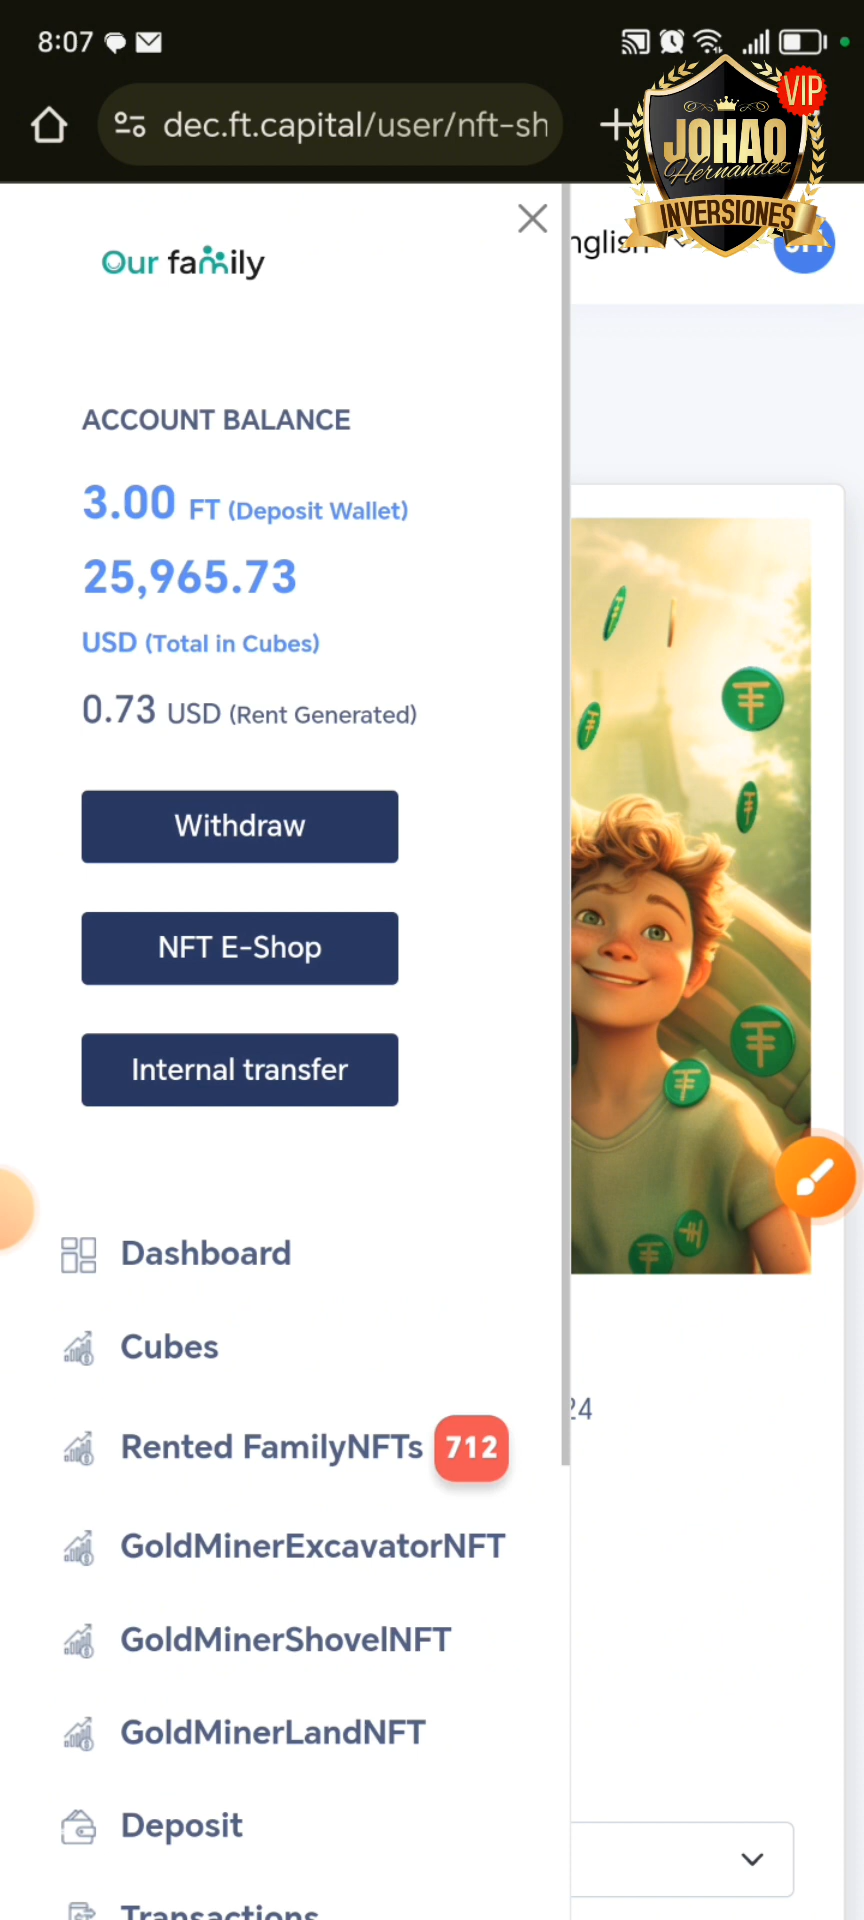 8:07
dec.ft.capital/user/nft-sh
VIP
JOHAO
Hernandez
INVERSIONES
Our family
ACCOUNT BALANCE
3.00 FT (Deposit Wallet)
25,965.73
USD (Total in Cubes)
0.73 USD (Rent Generated)
Withdraw
NFT E-Shop
Internal transfer
Dashboard
Cubes
Rented FamilyNFTs 712
24
GoldMinerExcavatorNFT
GoldMinerShovelNFT
GoldMinerLandNFT
Deposit
Transactions